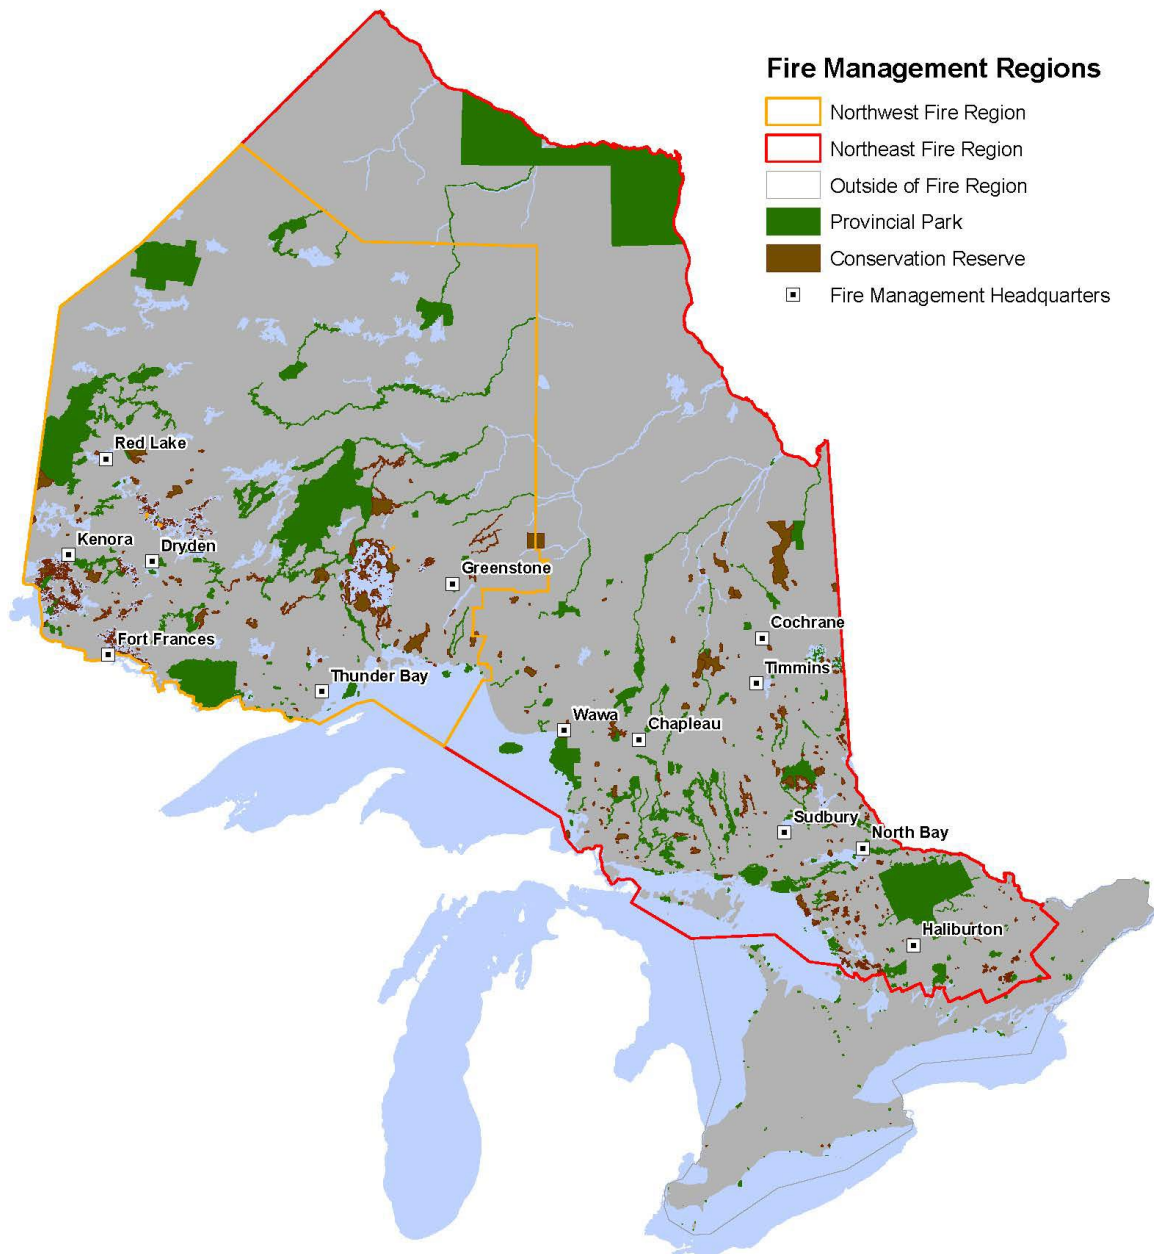 Fire Management Regions
Northwest Fire Region
Northeast Fire Region
Outside of Fire Region
Provincial Park
Conservation Reserve
Fire Management Headquarters
Red Lake
Kenora
Dryden
Greenstone
Fort Frances
Thunder Bay
Cochrane
Timmins
Wawa
Chapleau
Sudbury
North Bay
Haliburton